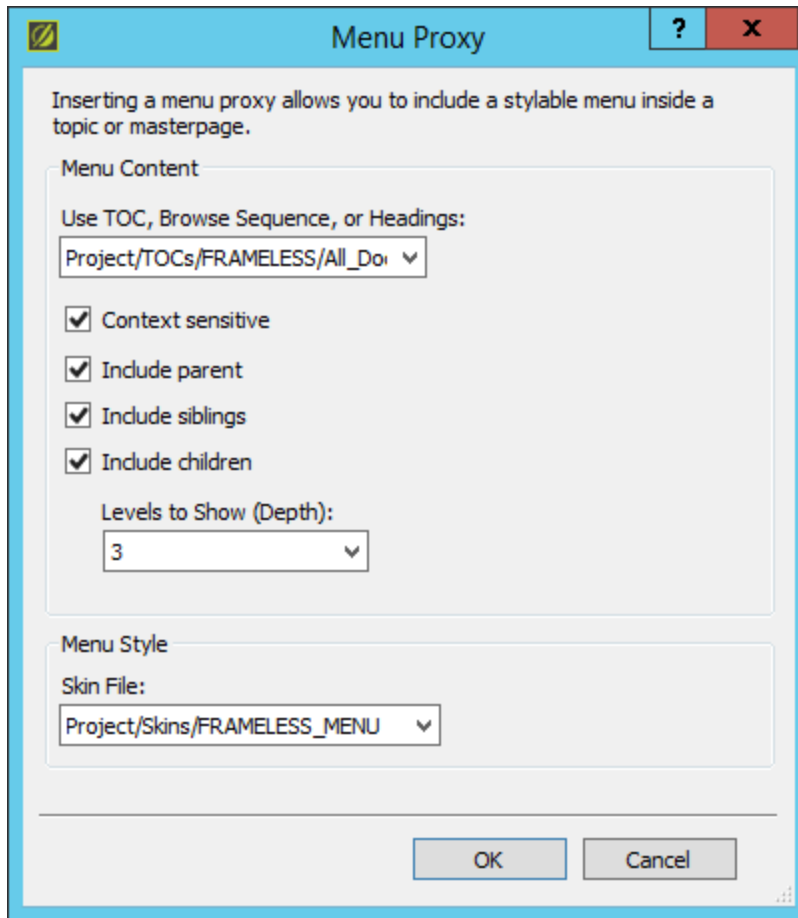 Menu Proxy
?
x
Inserting a menu proxy allows you to include a stylable menu inside a
topic or masterpage.
Menu Content
Use TOC, Browse Sequence, or Headings:
Project/TOCs/FRAMELESS/All_Do
Context sensitive
Include parent
Include siblings
Include children
Levels to Show (Depth):
3
Menu Style
Skin File:
Project/Skins/FRAMELESS_MENU
OK
Cancel